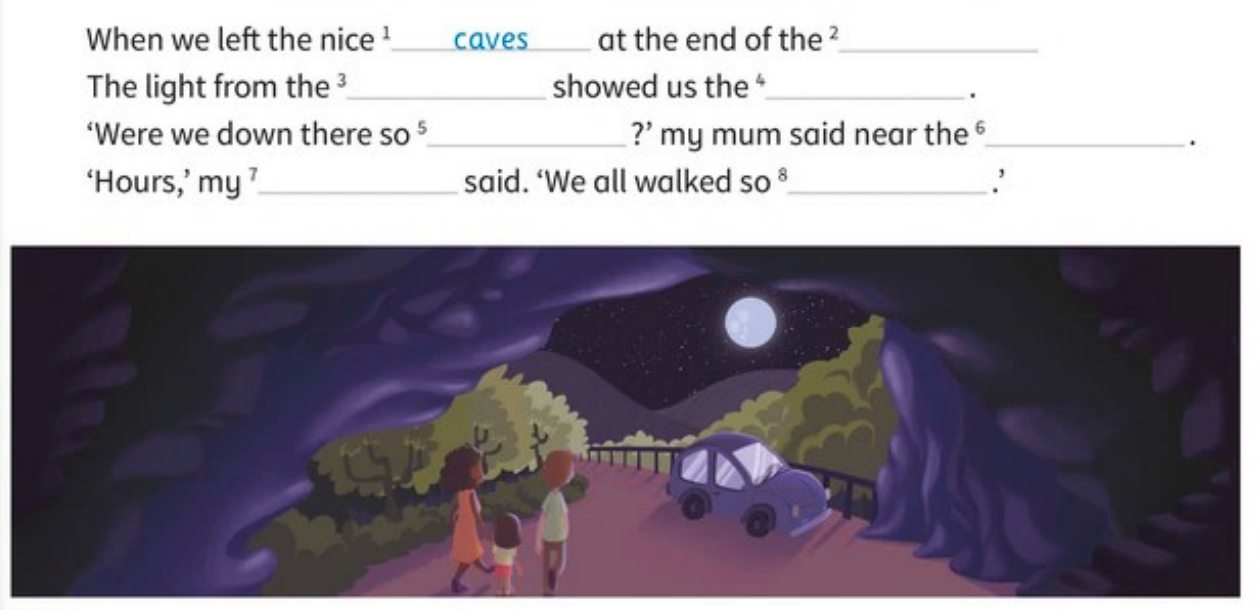 When we left the nice ¹ caves at the end of the ²
The light from the ³ showed us the ⁴ .
‘Were we down there so ⁵ ?’ my mum said near the ⁶ .
‘Hours,’ my ⁷ said. ‘We all walked so ⁸ .’